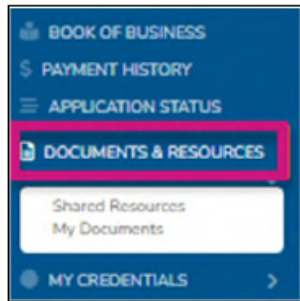 BOOK OF BUSINESS
$ PAYMENT HISTORY
APPLICATION STATUS
DOCUMENTS & RESOURCES
Shared Resources
My Documents
MY CREDENTIALS >